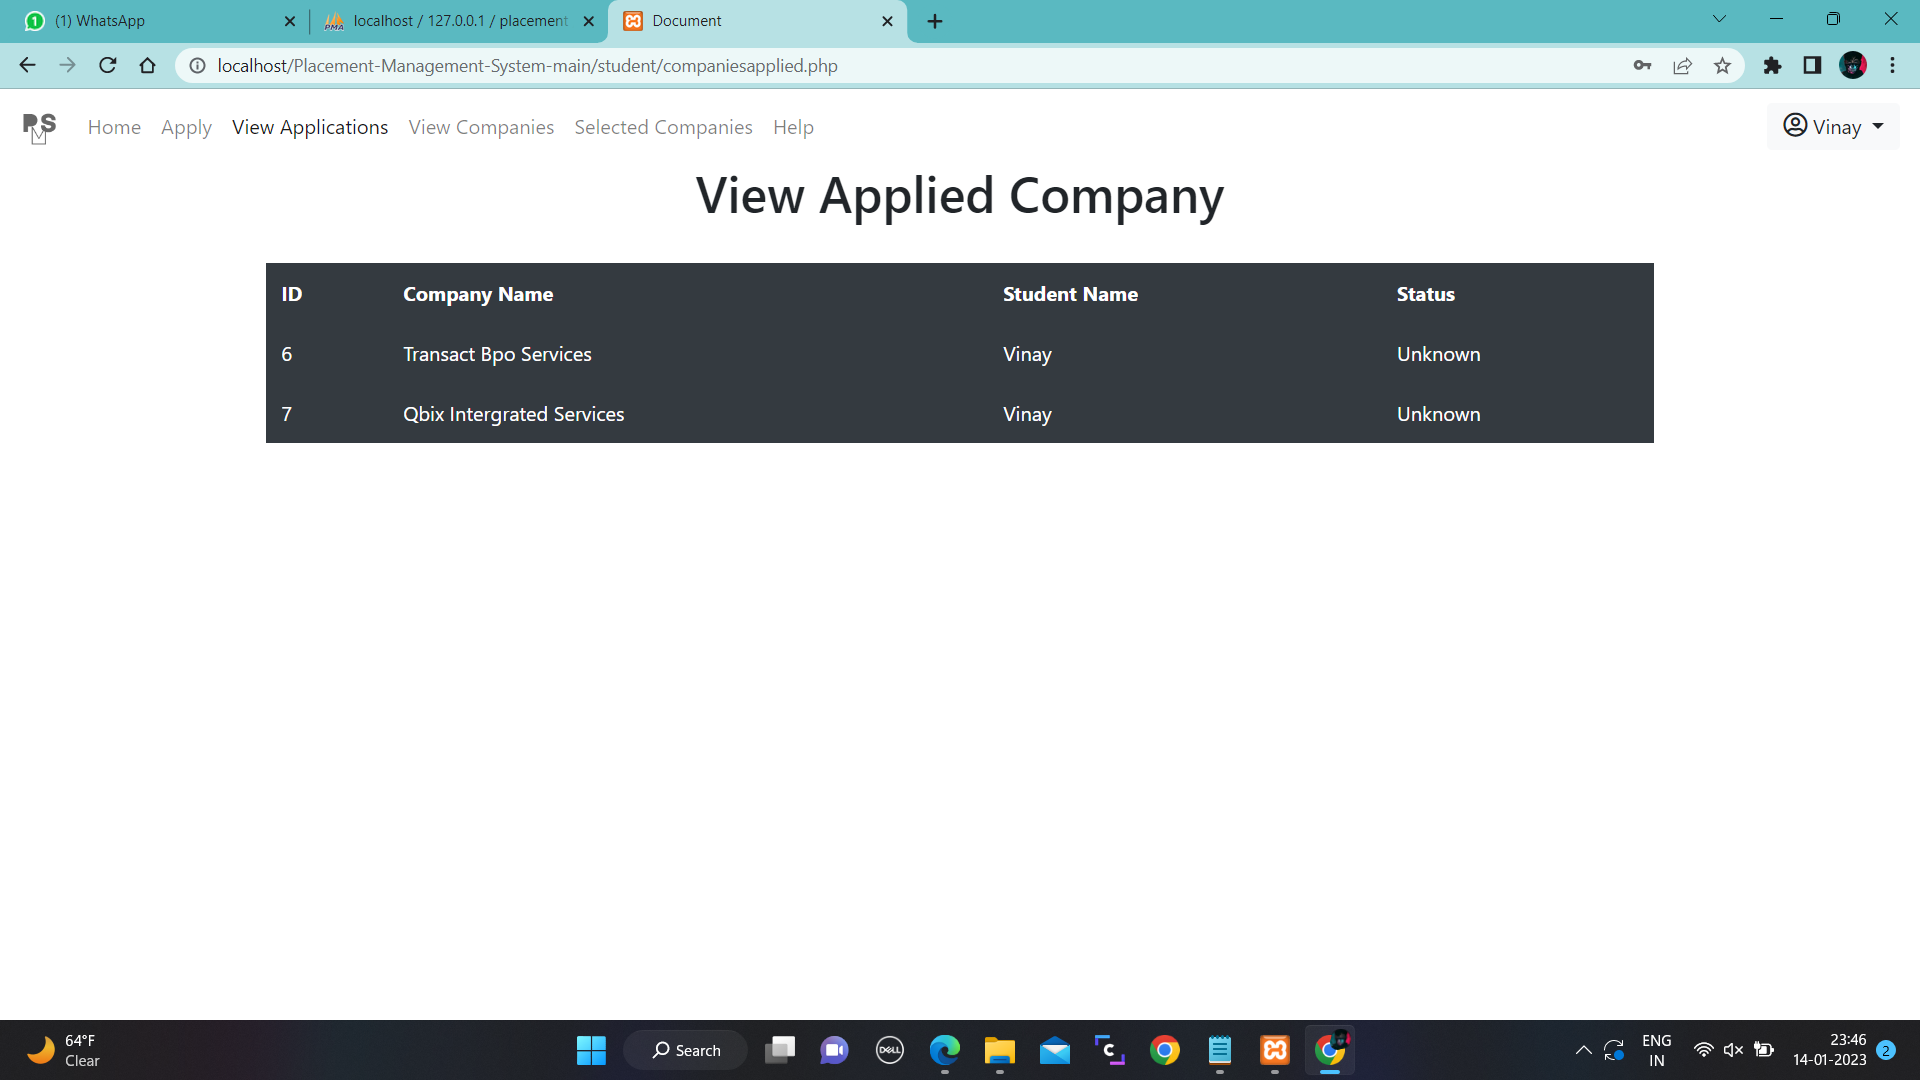 (1) WhatsApp
localhost / 127.0.0.1 / placement
Document
localhost/Placement-Management-System-main/student/companiesapplied.php
PMS
Home Apply View Applications View Companies Selected Companies Help
Vinay
View Applied Company
ID Company Name Student Name Status
6 Transact Bpo Services Vinay Unknown
7 Qbix Intergrated Services Vinay Unknown
64°F
Clear
Search
DELL
ENG
IN
23:46
14-01-2023
2